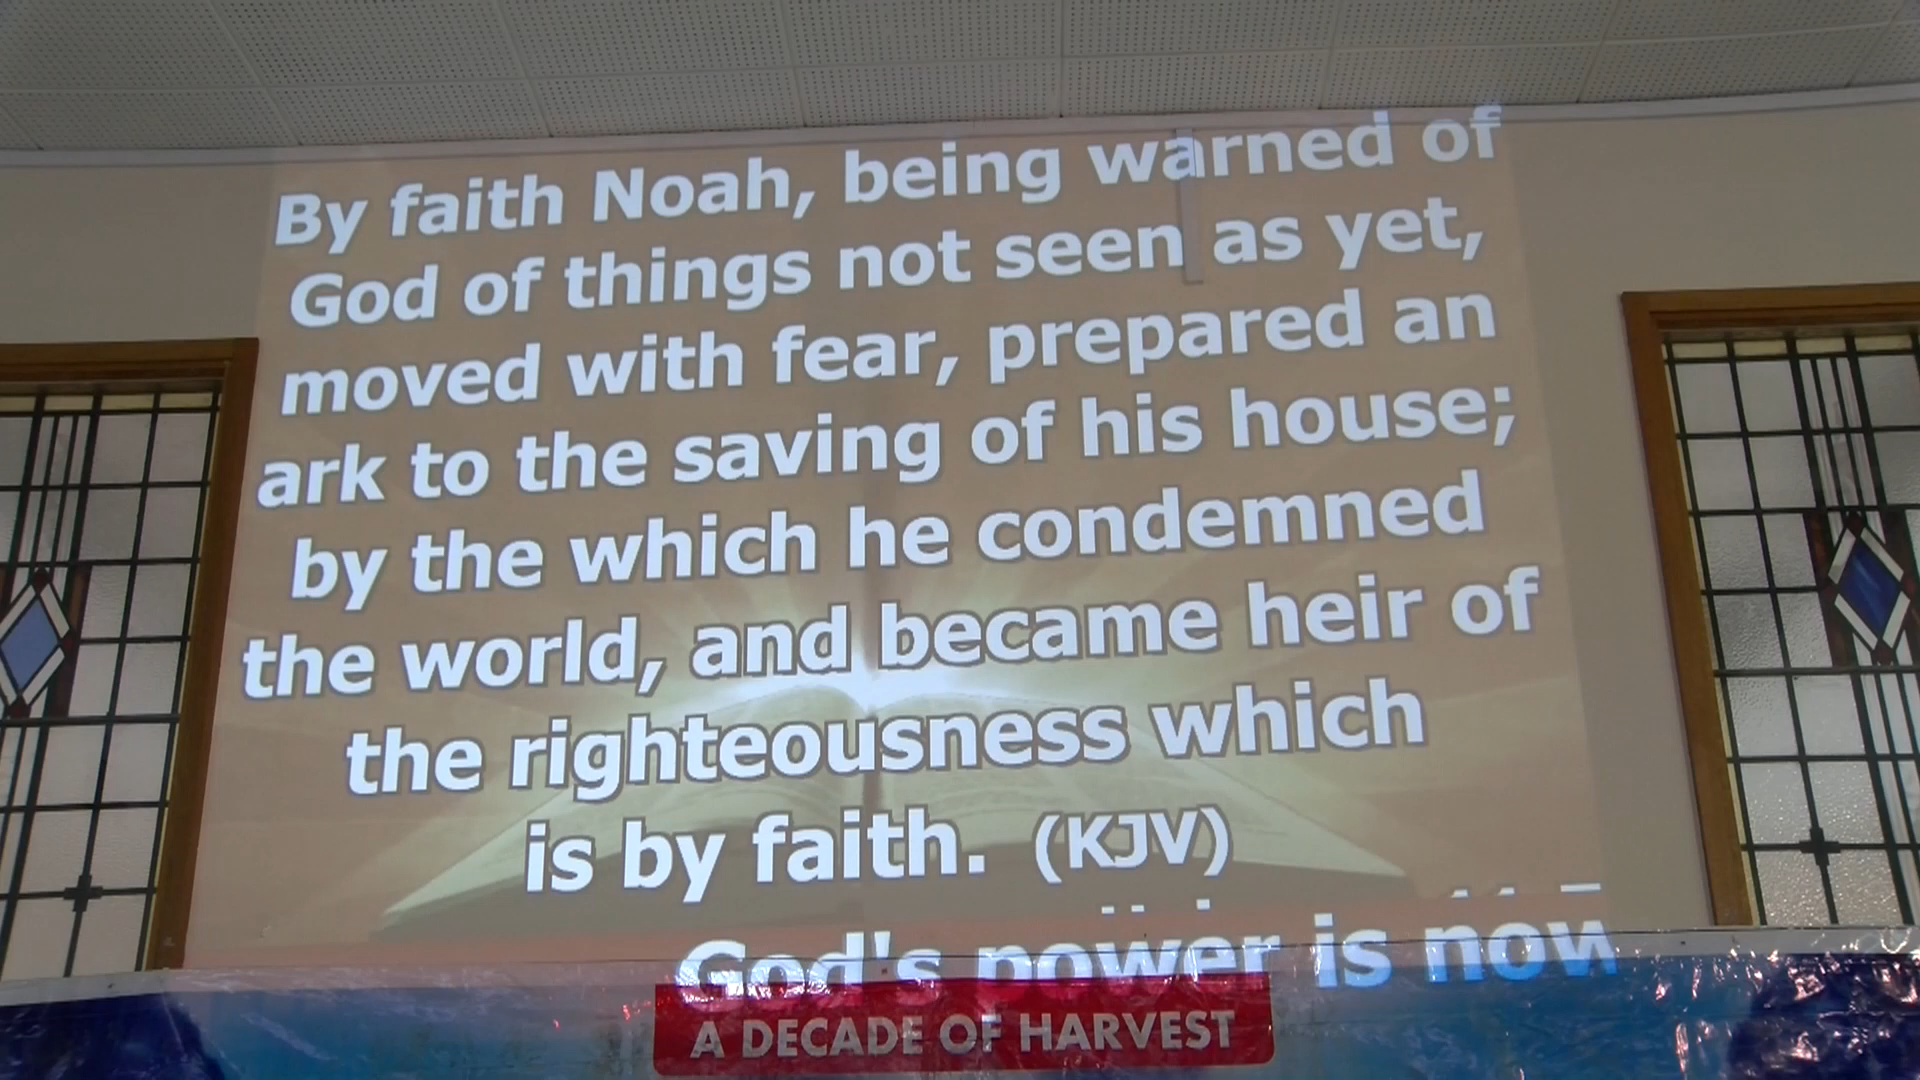 By faith Noah, being warned of
God of things not seen as yet,
moved with fear, prepared an
ark to the saving of his house;
by the which he condemned
the world, and became heir of
the righteousness which
is by faith. (KJV)
God's power is now
A DECADE OF HARVEST